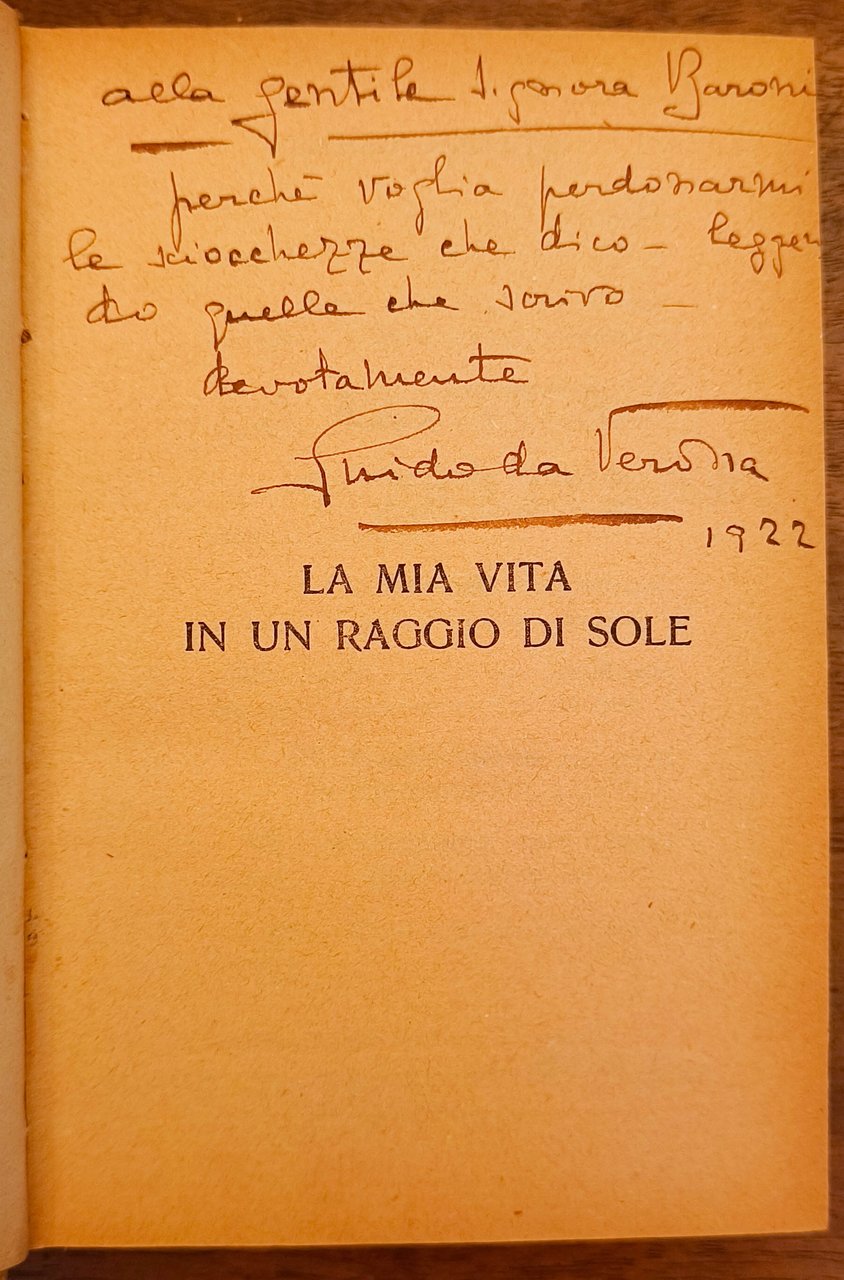 alla gentile Signora Baroni
perchè voglia perdonarmi
le sciocchezze che dico – leggen
do quelle che scrivo –
devotamente
Guido da Verona
1922
LA MIA VITA
IN UN RAGGIO DI SOLE